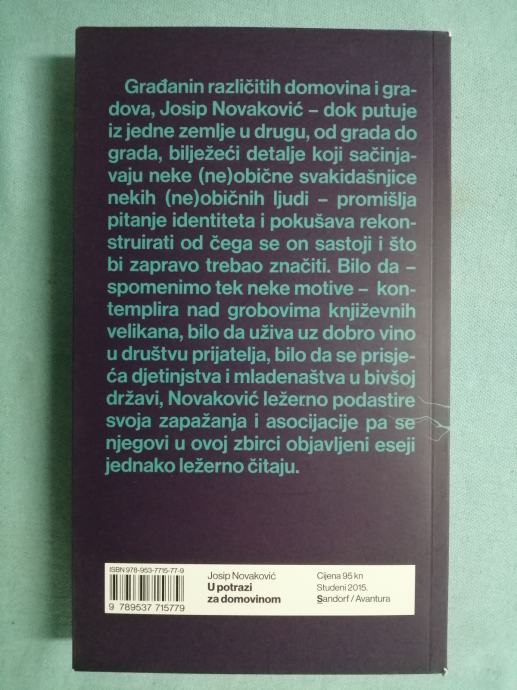 Građanin različitih domovina i gra-
dova, Josip Novaković – dok putuje
iz jedne zemlje u drugu, od grada do
grada, bilježeći detalje koji sačinja-
vaju neke (ne)obične svakidašnjice
nekih (ne)običnih ljudi – promišlja
pitanje identiteta i pokušava rekon-
struirati od čega se on sastoji i što
bi zapravo trebao značiti. Bilo da –
spomenimo tek neke motive – kon-
templira nad grobovima književnih
velikana, bilo da uživa uz dobro vino
u društvu prijatelja, bilo da se prisje-
ća djetinjstva i mladenaštva u bivšoj
državi, Novaković ležerno podastire
svoja zapažanja i asocijacije pa se
njegovi u ovoj zbirci objavljeni eseji
jednako ležerno čitaju.
ISBN 978-953-7715-77-9
9 789537 715779
Josip Novaković
U potrazi
za domovinom
Cijena 95 kn
Studeni 2015.
Sandorf / Avantura